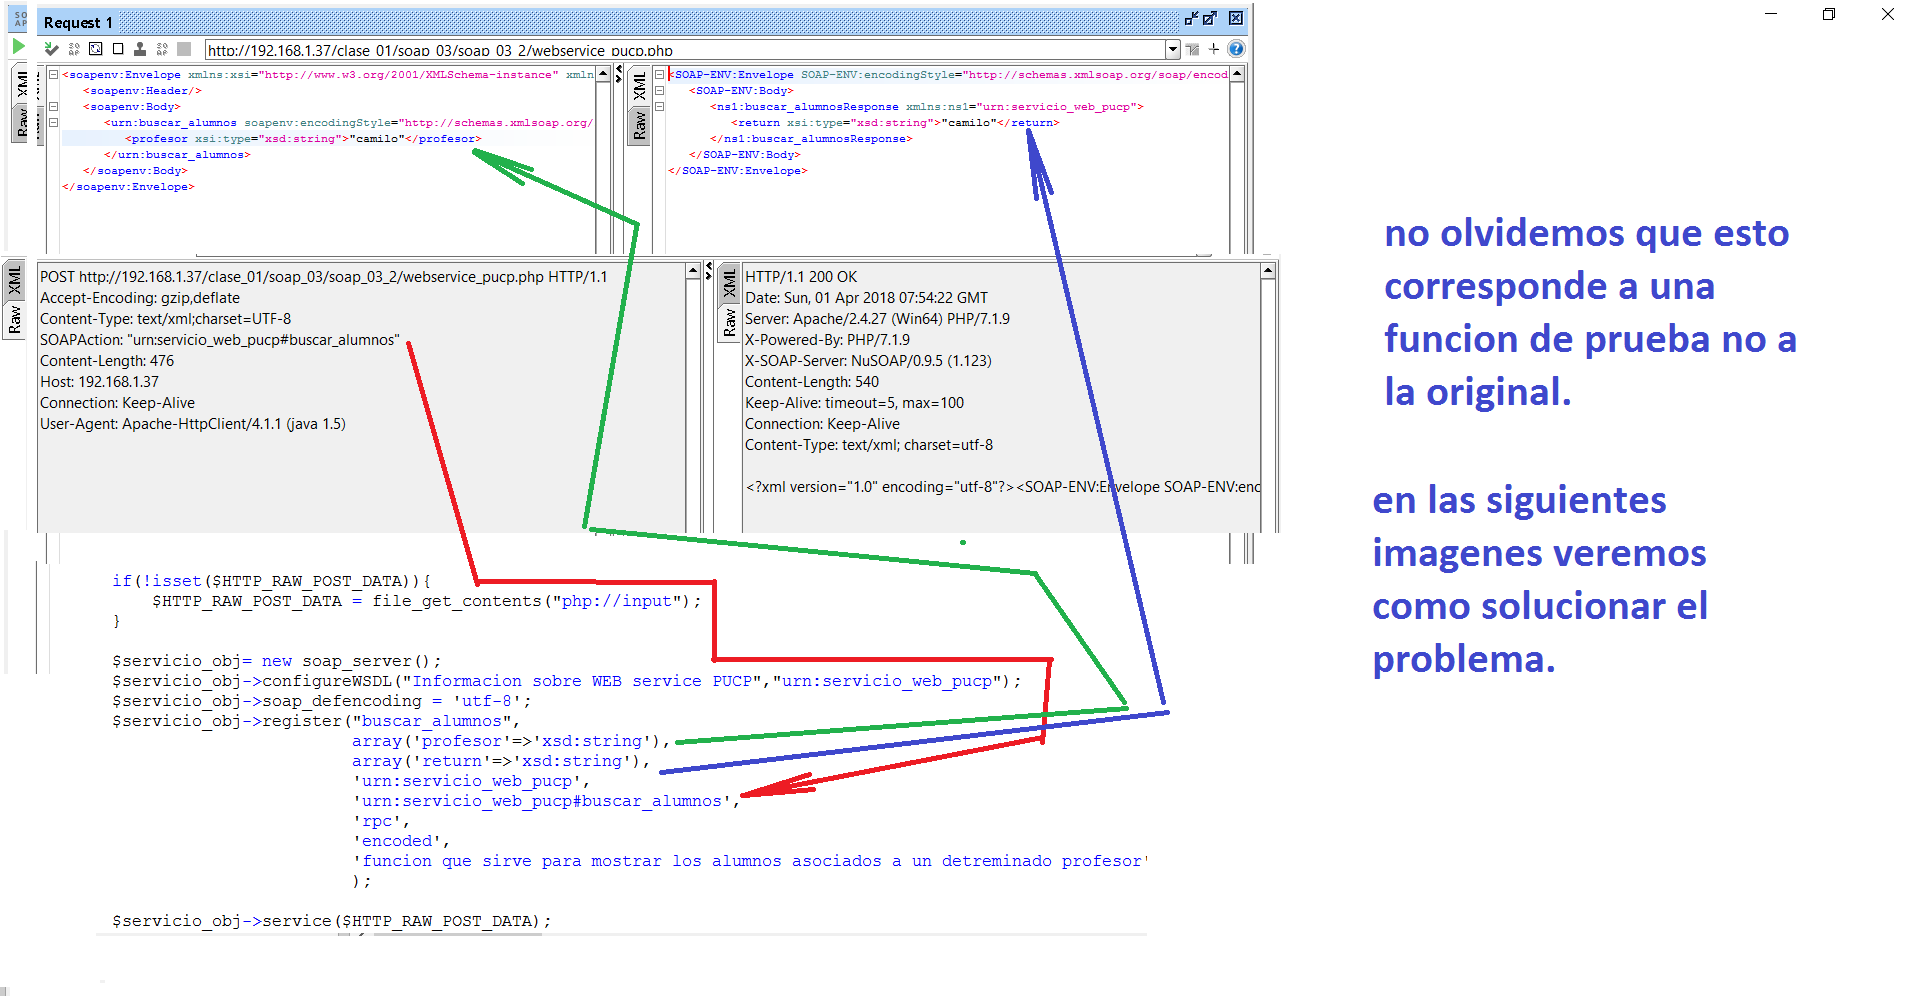 SO
AP
Request 1
http://192.168.1.37/clase_01/soap_03/soap_03_2/webservice_pucp.php
XML
Raw
<soapenv:Envelope xmlns:xsi="http://www.w3.org/2001/XMLSchema-instance" xmln
<soapenv:Header/>
<soapenv:Body>
<urn:buscar_alumnos soapenv:encodingStyle="http://schemas.xmlsoap.org/
<profesor xsi:type="xsd:string">"camilo"</profesor>
</urn:buscar_alumnos>
</soapenv:Body>
</soapenv:Envelope>
XML
Raw
<SOAP-ENV:Envelope SOAP-ENV:encodingStyle="http://schemas.xmlsoap.org/soap/encod
<SOAP-ENV:Body>
<ns1:buscar_alumnosResponse xmlns:ns1="urn:servicio_web_pucp">
<return xsi:type="xsd:string">"camilo"</return>
</ns1:buscar_alumnosResponse>
</SOAP-ENV:Body>
</SOAP-ENV:Envelope>
XML
Raw
POST http://192.168.1.37/clase_01/soap_03/soap_03_2/webservice_pucp.php HTTP/1.1
Accept-Encoding: gzip,deflate
Content-Type: text/xml;charset=UTF-8
SOAPAction: "urn:servicio_web_pucp#buscar_alumnos"
Content-Length: 476
Host: 192.168.1.37
Connection: Keep-Alive
User-Agent: Apache-HttpClient/4.1.1 (java 1.5)
XML
Raw
HTTP/1.1 200 OK
Date: Sun, 01 Apr 2018 07:54:22 GMT
Server: Apache/2.4.27 (Win64) PHP/7.1.9
X-Powered-By: PHP/7.1.9
X-SOAP-Server: NuSOAP/0.9.5 (1.123)
Content-Length: 540
Keep-Alive: timeout=5, max=100
Connection: Keep-Alive
Content-Type: text/xml; charset=utf-8
<?xml version="1.0" encoding="utf-8"?><SOAP-ENV:Envelope SOAP-ENV:enc
if(!isset($HTTP_RAW_POST_DATA)){
$HTTP_RAW_POST_DATA = file_get_contents("php://input");
}
$servicio_obj= new soap_server();
$servicio_obj->configureWSDL("Informacion sobre WEB service PUCP","urn:servicio_web_pucp");
$servicio_obj->soap_defencoding = 'utf-8';
$servicio_obj->register("buscar_alumnos",
array('profesor'=>'xsd:string'),
array('return'=>'xsd:string'),
'urn:servicio_web_pucp',
'urn:servicio_web_pucp#buscar_alumnos',
'rpc',
'encoded',
'funcion que sirve para mostrar los alumnos asociados a un detreminado profesor'
);
$servicio_obj->service($HTTP_RAW_POST_DATA);
no olvidemos que esto
corresponde a una
funcion de prueba no a
la original.
en las siguientes
imagenes veremos
como solucionar el
problema.